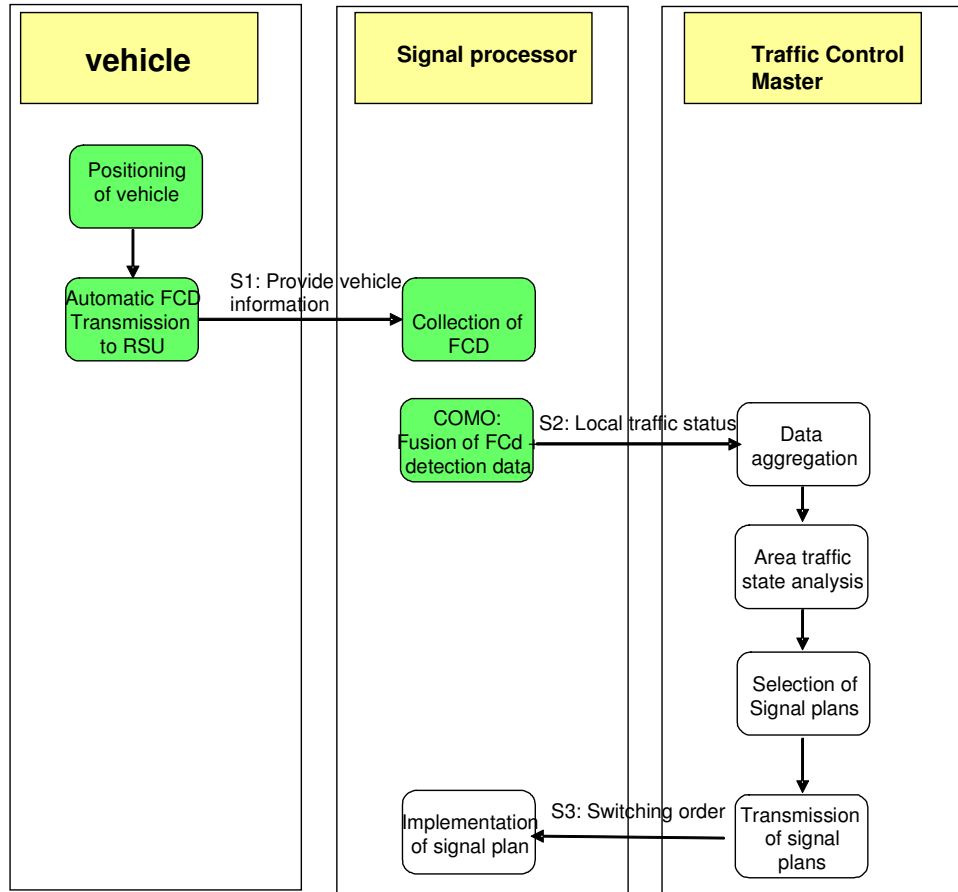 vehicle
Signal processor
Traffic Control
Master
Positioning
of vehicle
S1: Provide vehicle
information
Automatic FCD
Transmission
to RSU
Collection of
FCD
COMO:
Fusion of FCd +
detection data
S2: Local traffic status
Data
aggregation
Area traffic
state analysis
Selection of
Signal plans
Transmission
of signal
plans
S3: Switching order
Implementation
of signal plan